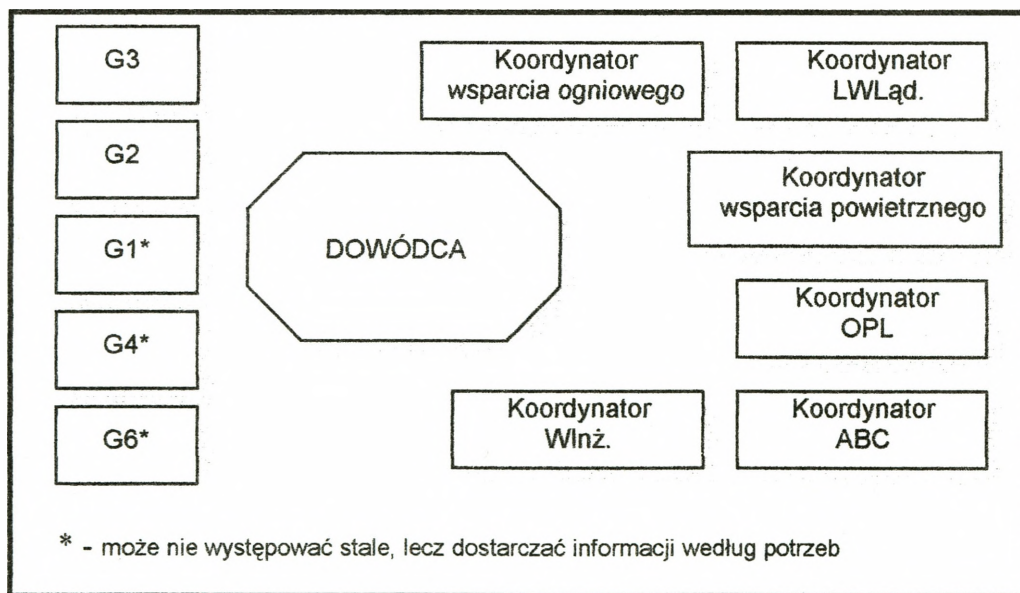 G3
G2
G1*
G4*
G6*
DOWÓDCA
Koordynator
wsparcia ogniowego
Koordynator
LWLąd.
Koordynator
wsparcia powietrznego
Koordynator
OPL
Koordynator
WInż.
Koordynator
ABC
* - może nie występować stale, lecz dostarczać informacji według potrzeb